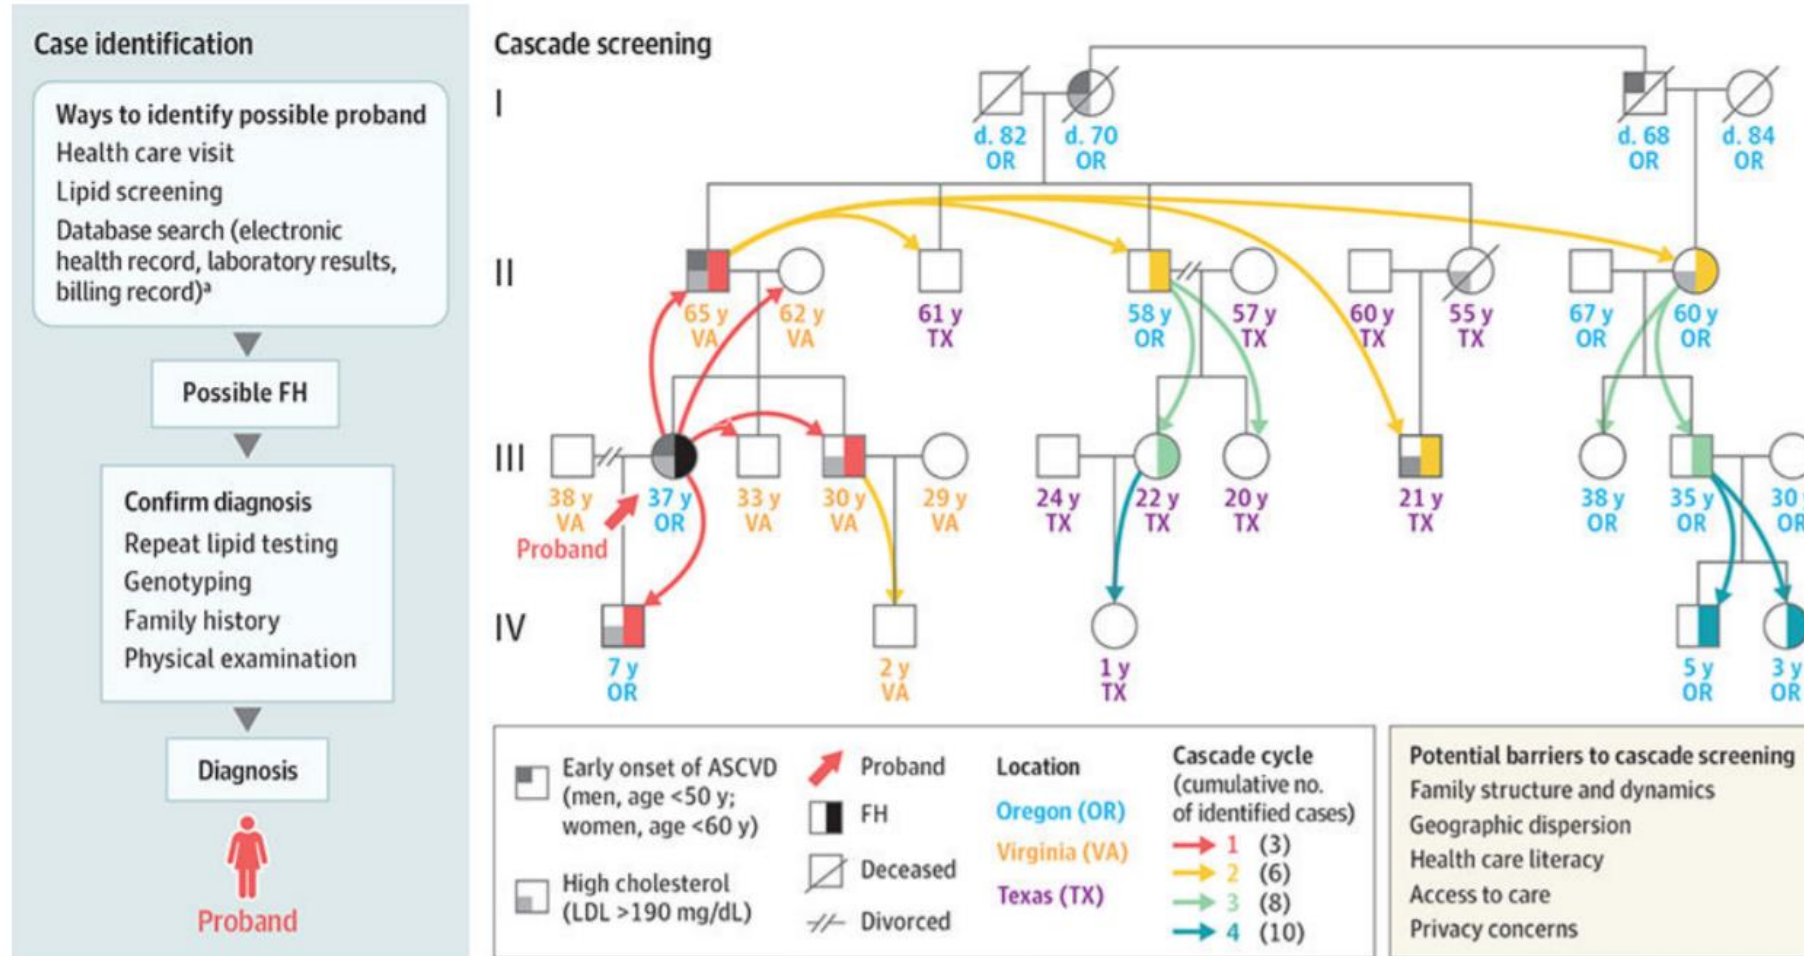 Case identification
Ways to identify possible proband
Health care visit
Lipid screening
Database search (electronic
health record, laboratory results,
billing record)ᵃ
Possible FH
Confirm diagnosis
Repeat lipid testing
Genotyping
Family history
Physical examination
Diagnosis
Proband
Cascade screening
I
d. 82 d. 70 d. 68 d. 84
OR OR OR OR
II
65 y 62 y 61 y 58 y 57 y 60 y 55 y 67 y 60 y
VA VA TX OR TX TX TX OR OR
III
38 y 37 y 33 y 30 y 29 y 24 y 22 y 20 y 21 y 38 y 35 y 30
VA OR VA VA VA TX TX TX TX OR OR OR
Proband
IV
7 y 2 y 1 y 5 y 3 y
OR VA TX OR OR
Early onset of ASCVD
(men, age <50 y;
women, age <60 y)
High cholesterol
(LDL >190 mg/dL)
Proband
FH
Deceased
Divorced
Location
Oregon (OR)
Virginia (VA)
Texas (TX)
Cascade cycle
(cumulative no.
of identified cases)
1 (3)
2 (6)
3 (8)
4 (10)
Potential barriers to cascade screening
Family structure and dynamics
Geographic dispersion
Health care literacy
Access to care
Privacy concerns